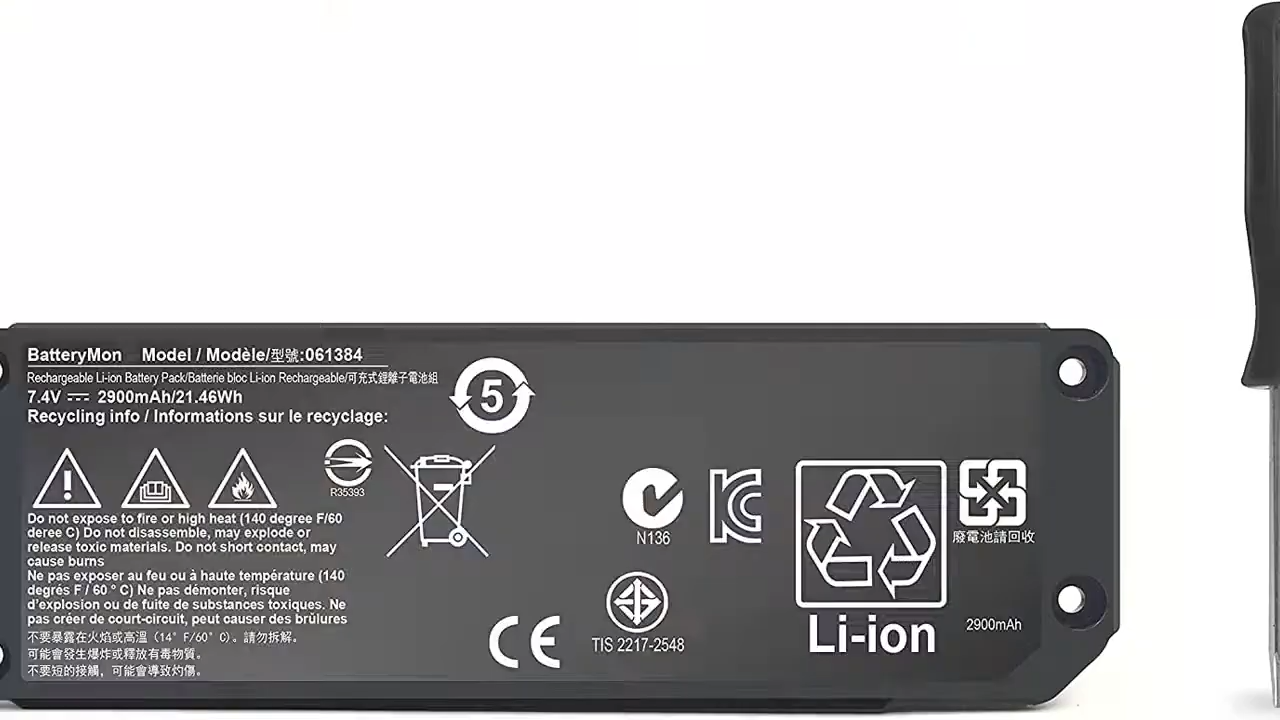 BatteryMon Model / Modèle/型號:061384
Rechargeable Li-ion Battery Pack/Batterie bloc Li-ion Rechargeable/可充式鋰離子電池組
7.4V 2900mAh/21.46Wh
Recycling info / Informations sur le recyclage:
5
R35393
Do not expose to fire or high heat (140 degree F/60
deree C) Do not disassemble, may explode or
release toxic materials. Do not short contact, may
cause burns
Ne pas exposer au feu ou à haute température (140
degrés F / 60 ° C) Ne pas démonter, risque
d'explosion ou de fuite de substances toxiques. Ne
pas créer de court-circuit, peut causer des brûlures
不要暴露在火焰或高溫（14° F/60° C）。請勿拆解。
可能會發生爆炸或釋放有毒物質。
不要短的接觸，可能會導致灼傷。
CE
N136
TIS 2217-2548
KC
Li-ion
廢電池請回收
2900mAh